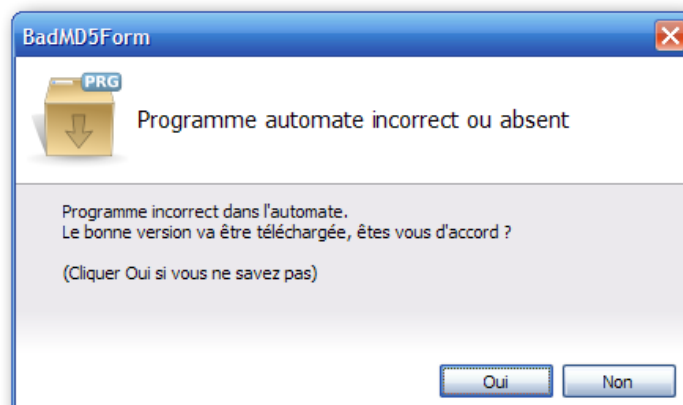 BadMD5Form
PRG
Programme automate incorrect ou absent
Programme incorrect dans l'automate.
Le bonne version va être téléchargée, êtes vous d'accord ?
(Cliquer Oui si vous ne savez pas)
Oui
Non